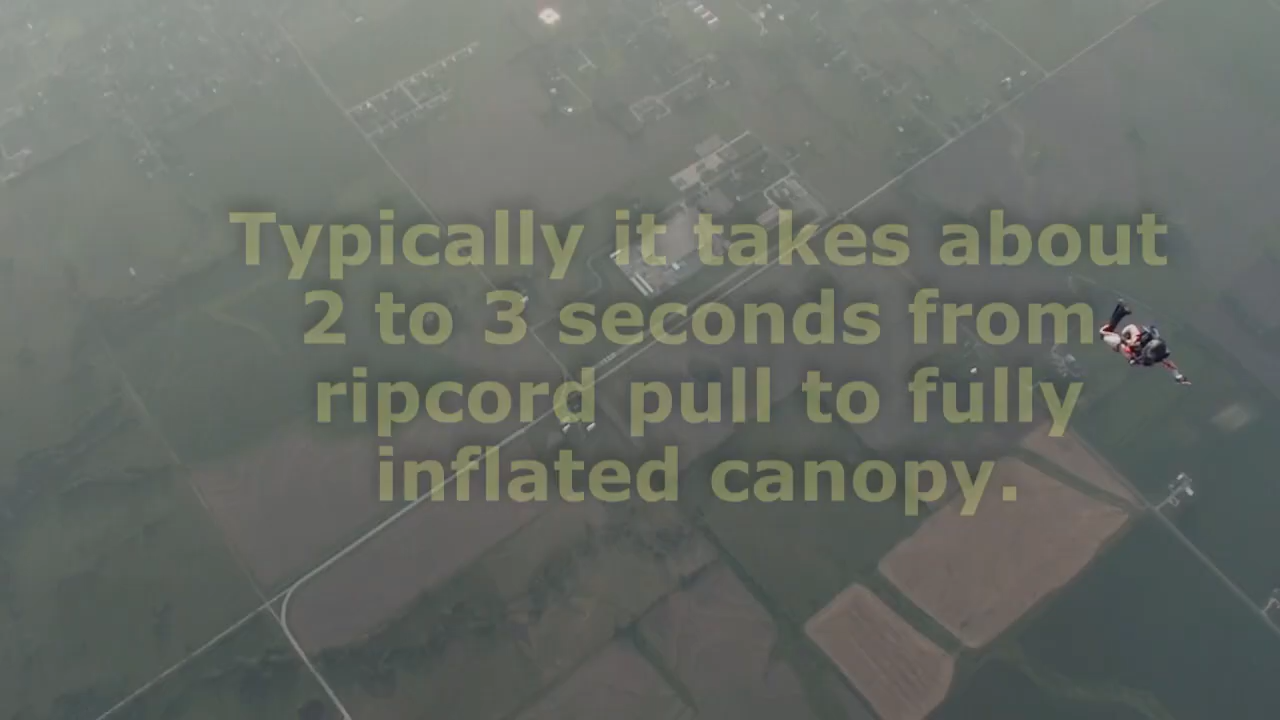 Typically it takes about
2 to 3 seconds from
ripcord pull to fully
inflated canopy.